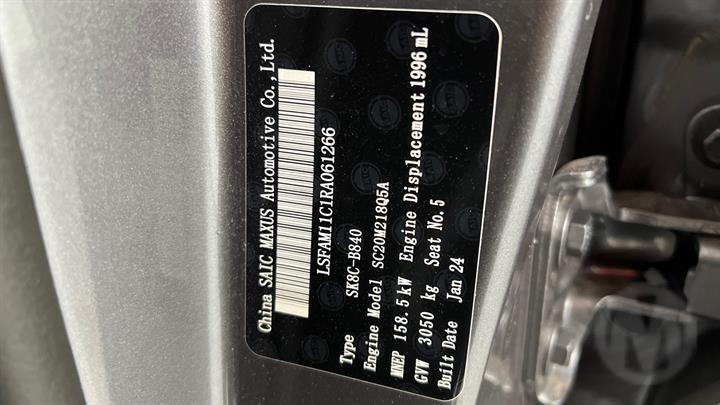 China SAIC MAXUS Automotive Co.,Ltd.
LSFAM11C1RA061266
Type SK8C-B840
Engine Model SC20M218Q5A
MNEP 158.5 kW Engine Displacement 1996 mL
GVW 3050 kg Seat No. 5
Built Date Jan 24